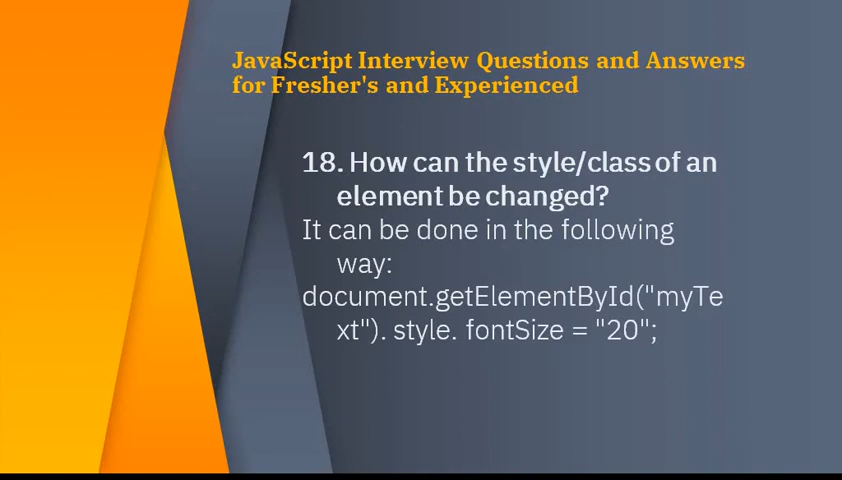 JavaScript Interview Questions and Answers
for Fresher's and Experienced
18. How can the style/class of an
element be changed?
It can be done in the following
way:
document.getElementById("myTe
xt"). style. fontSize = "20";